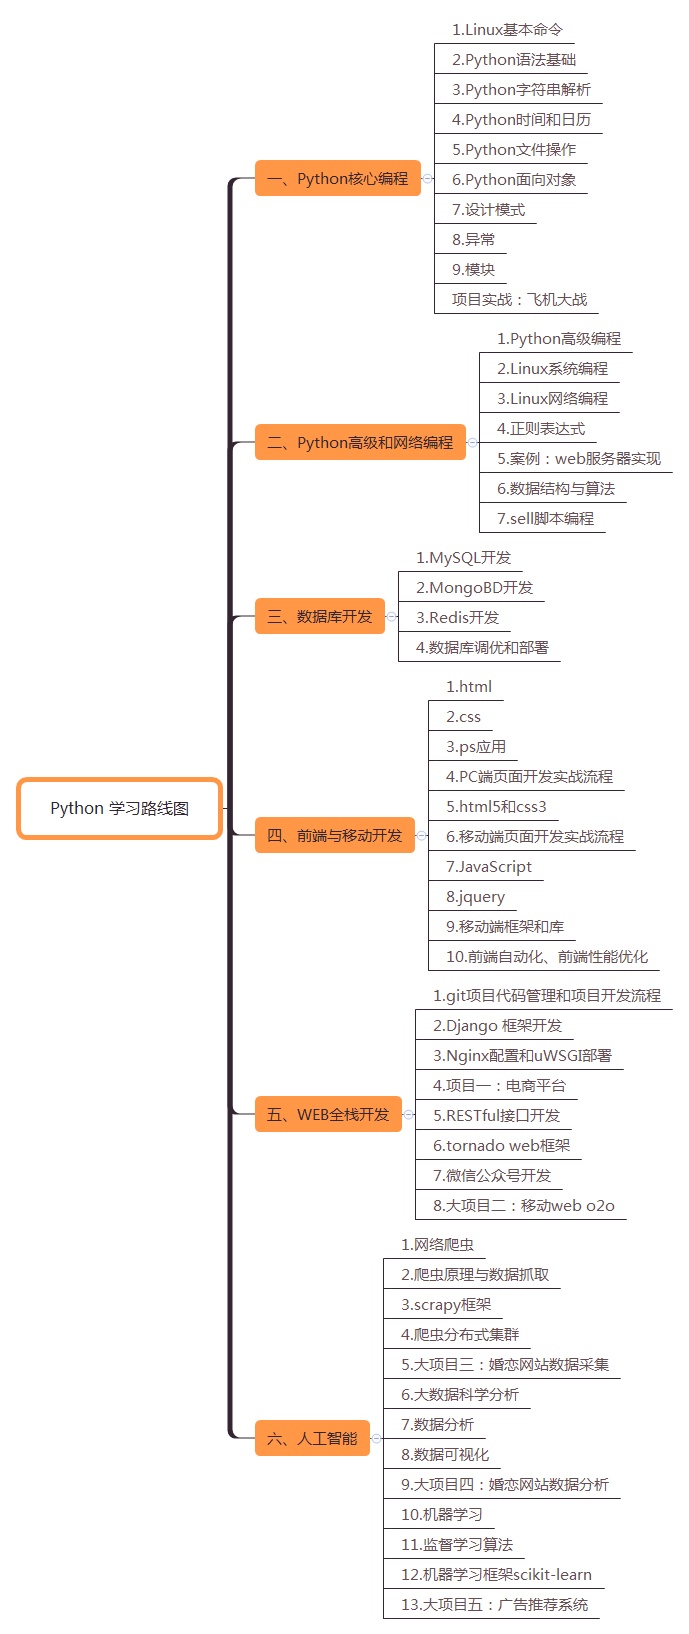 Python 学习路线图
一、Python核心编程
1.Linux基本命令
2.Python语法基础
3.Python字符串解析
4.Python时间和日历
5.Python文件操作
6.Python面向对象
7.设计模式
8.异常
9.模块
项目实战：飞机大战
二、Python高级和网络编程
1.Python高级编程
2.Linux系统编程
3.Linux网络编程
4.正则表达式
5.案例：web服务器实现
6.数据结构与算法
7.sell脚本编程
三、数据库开发
1.MySQL开发
2.MongoBD开发
3.Redis开发
4.数据库调优和部署
四、前端与移动开发
1.html
2.css
3.ps应用
4.PC端页面开发实战流程
5.html5和css3
6.移动端页面开发实战流程
7.JavaScript
8.jquery
9.移动端框架和库
10.前端自动化、前端性能优化
五、WEB全栈开发
1.git项目代码管理和项目开发流程
2.Django 框架开发
3.Nginx配置和uWSGI部署
4.项目一：电商平台
5.RESTful接口开发
6.tornado web框架
7.微信公众号开发
8.大项目二：移动web o2o
六、人工智能
1.网络爬虫
2.爬虫原理与数据抓取
3.scrapy框架
4.爬虫分布式集群
5.大项目三：婚恋网站数据采集
6.大数据科学分析
7.数据分析
8.数据可视化
9.大项目四：婚恋网站数据分析
10.机器学习
11.监督学习算法
12.机器学习框架scikit-learn
13.大项目五：广告推荐系统